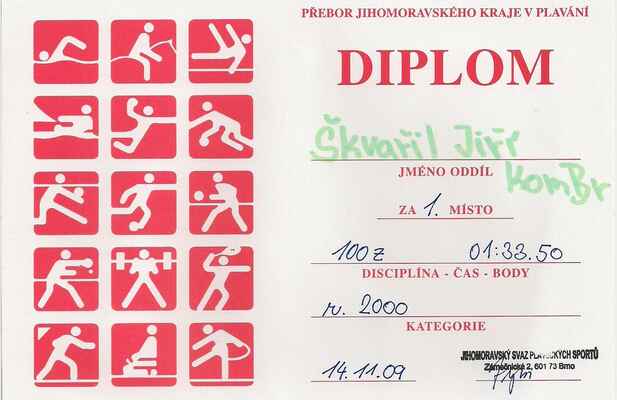 PŘEBOR JIHOMORAVSKÉHO KRAJE V PLAVÁNÍ
DIPLOM
Škvařil Jiří
JMÉNO ODDÍL
KomBr
ZA 1. MÍSTO
100Z 01:33.50
DISCIPLÍNA - ČAS - BODY
r. 2000
KATEGORIE
JIHOMORAVSKÝ SVAZ PLAVECKÝCH SPORTŮ
Zámečnická 2, 601 73 Brno
14.11.09